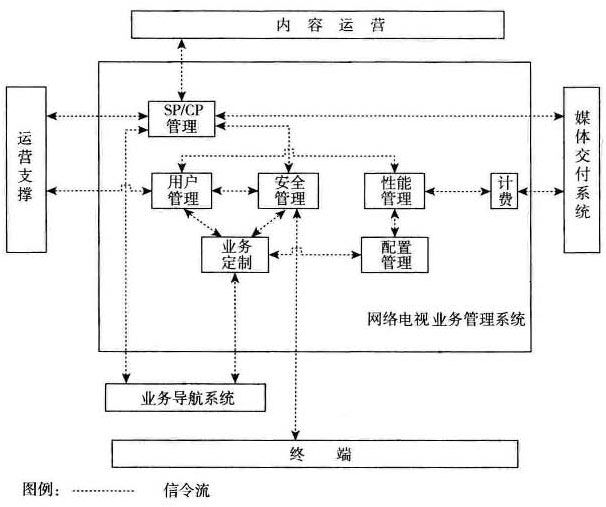 内 容 运 营
SP/CP
管理
运营支撑
媒体交付系统
用户
管理
安全
管理
性能
管理
计费
业务
定制
配置
管理
网络电视业务管理系统
业务导航系统
终 端
图例： 信令流